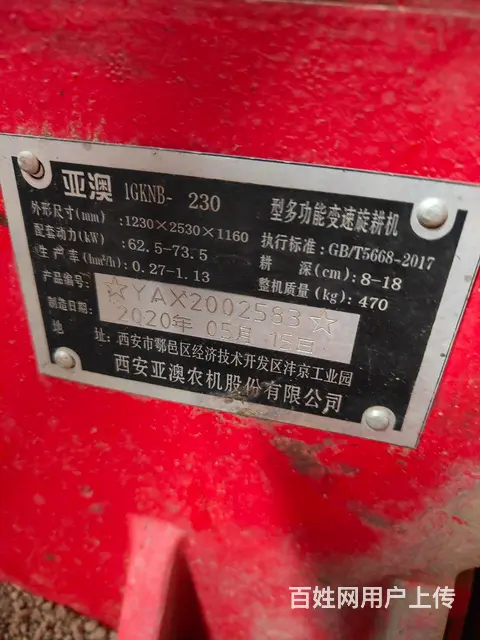 亚澳 1GKNB- 230 型多功能变速旋耕机
外形尺寸(mm):1230×2530×1160 执行标准:GB/T5668-2017
配套动力(kW):62.5-73.5 耕 深(cm):8-18
生 产 率(hm²/h):0.27-1.13 整机质量(kg):470
产品编号: ☆YAX2002583☆
制造日期: 2020年 05月 15日
地 址:西安市鄠邑区经济技术开发区沣京工业园
西安亚澳农机股份有限公司
百姓网用户上传